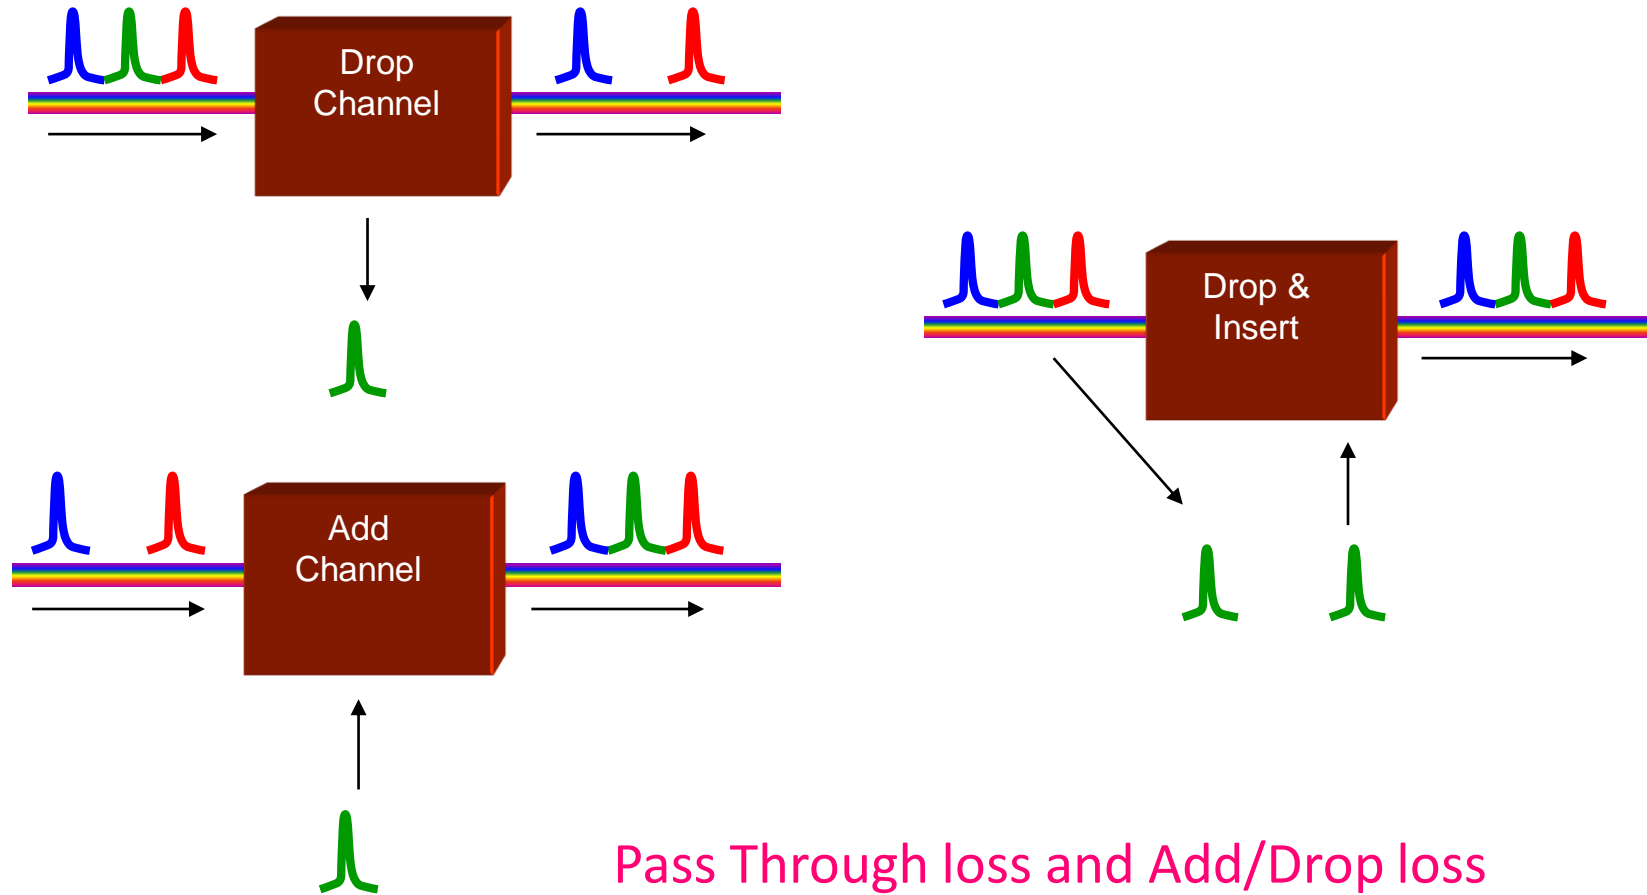 Drop
Channel
Drop &
Insert
Add
Channel
Pass Through loss and Add/Drop loss